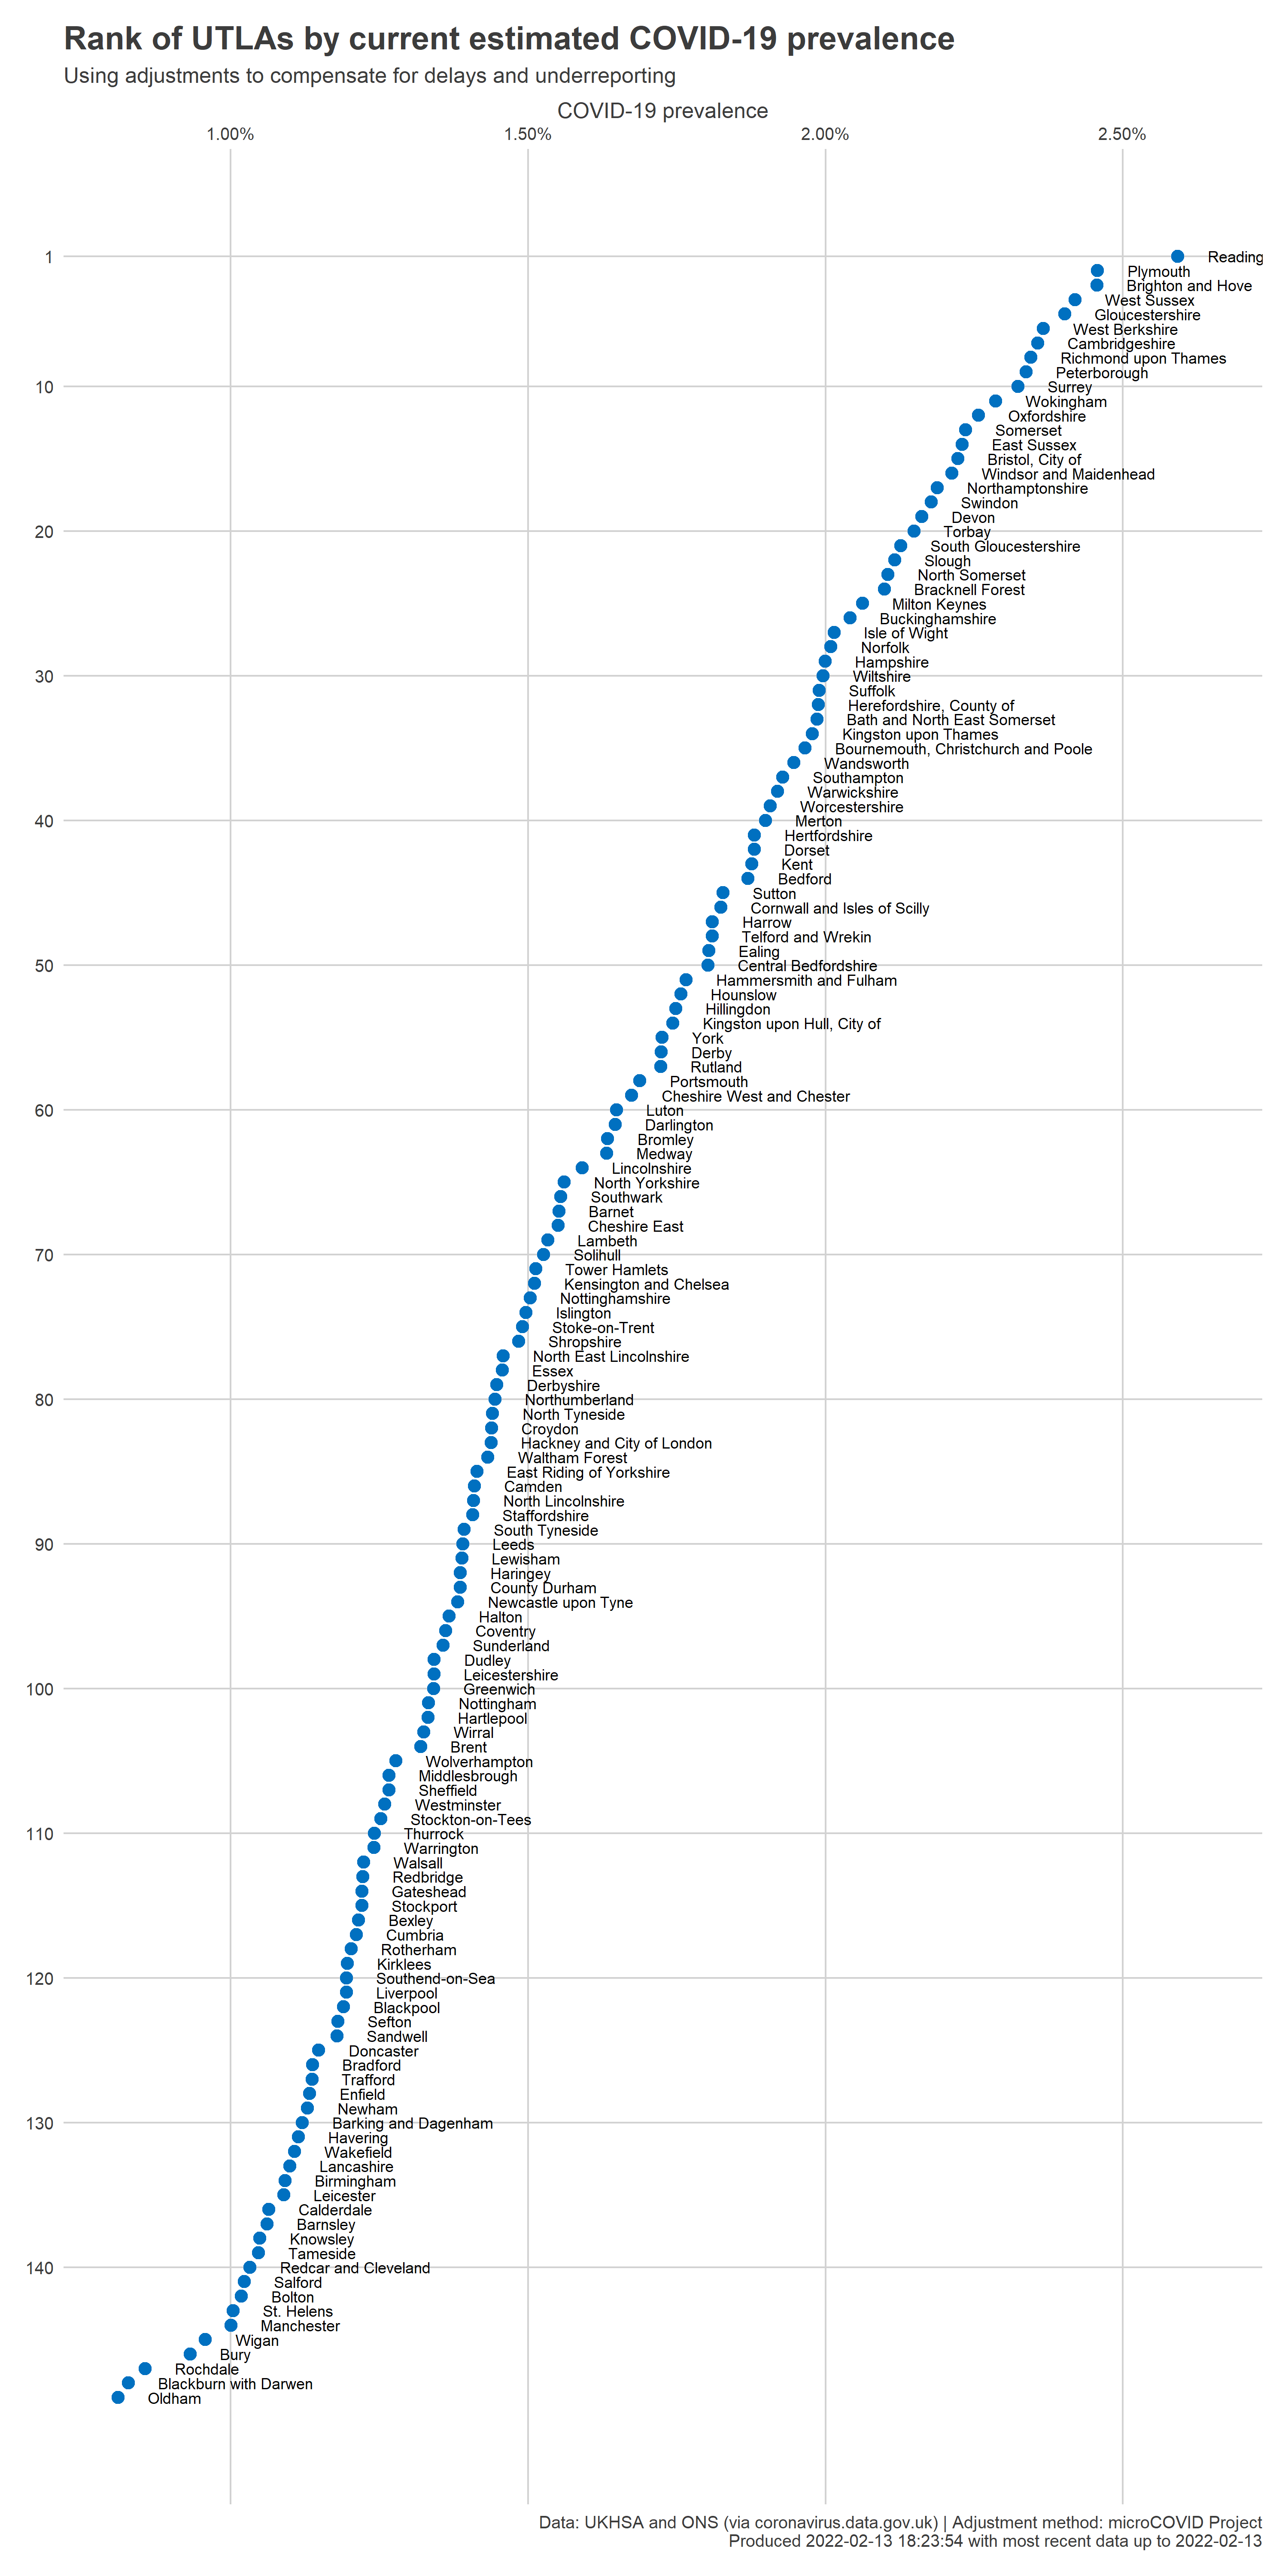 Rank of UTLAs by current estimated COVID-19 prevalence
Using adjustments to compensate for delays and underreporting
COVID-19 prevalence
1.00% 1.50% 2.00% 2.50%
1 Reading
Plymouth
Brighton and Hove
West Sussex
Gloucestershire
West Berkshire
Cambridgeshire
Richmond upon Thames
Peterborough
10 Surrey
Wokingham
Oxfordshire
Somerset
East Sussex
Bristol, City of
Windsor and Maidenhead
Northamptonshire
Swindon
Devon
20 Torbay
South Gloucestershire
Slough
North Somerset
Bracknell Forest
Milton Keynes
Buckinghamshire
Isle of Wight
Norfolk
Hampshire
30 Wiltshire
Suffolk
Herefordshire, County of
Bath and North East Somerset
Kingston upon Thames
Bournemouth, Christchurch and Poole
Wandsworth
Southampton
Warwickshire
Worcestershire
40 Merton
Hertfordshire
Dorset
Kent
Bedford
Sutton
Cornwall and Isles of Scilly
Harrow
Telford and Wrekin
Ealing
50 Central Bedfordshire
Hammersmith and Fulham
Hounslow
Hillingdon
Kingston upon Hull, City of
York
Derby
Rutland
Portsmouth
Cheshire West and Chester
60 Luton
Darlington
Bromley
Medway
Lincolnshire
North Yorkshire
Southwark
Barnet
Cheshire East
Lambeth
70 Solihull
Tower Hamlets
Kensington and Chelsea
Nottinghamshire
Islington
Stoke-on-Trent
Shropshire
North East Lincolnshire
Essex
Derbyshire
80 Northumberland
North Tyneside
Croydon
Hackney and City of London
Waltham Forest
East Riding of Yorkshire
Camden
North Lincolnshire
Staffordshire
South Tyneside
90 Leeds
Lewisham
Haringey
County Durham
Newcastle upon Tyne
Halton
Coventry
Sunderland
Dudley
Leicestershire
100 Greenwich
Nottingham
Hartlepool
Wirral
Brent
Wolverhampton
Middlesbrough
Sheffield
Westminster
Stockton-on-Tees
110 Thurrock
Warrington
Walsall
Redbridge
Gateshead
Stockport
Bexley
Cumbria
Rotherham
Kirklees
120 Southend-on-Sea
Liverpool
Blackpool
Sefton
Sandwell
Doncaster
Bradford
Trafford
Enfield
Newham
130 Barking and Dagenham
Havering
Wakefield
Lancashire
Birmingham
Leicester
Calderdale
Barnsley
Knowsley
Tameside
140 Redcar and Cleveland
Salford
Bolton
St. Helens
Manchester
Wigan
Bury
Rochdale
Blackburn with Darwen
Oldham
Data: UKHSA and ONS (via coronavirus.data.gov.uk) | Adjustment method: microCOVID Project
Produced 2022-02-13 18:23:54 with most recent data up to 2022-02-13